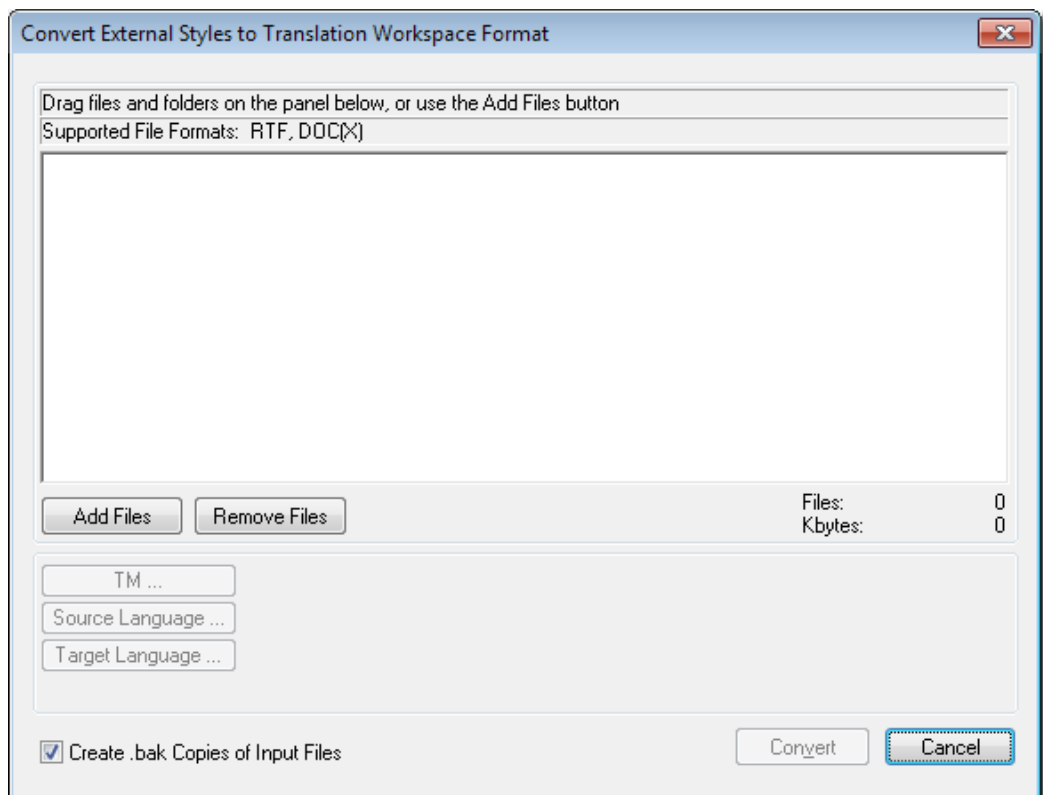 Convert External Styles to Translation Workspace Format
Drag files and folders on the panel below, or use the Add Files button
Supported File Formats:  RTF, DOC(X)
Add Files
Remove Files
Files: 0
Kbytes: 0
TM ...
Source Language ...
Target Language ...
Create .bak Copies of Input Files
Convert
Cancel